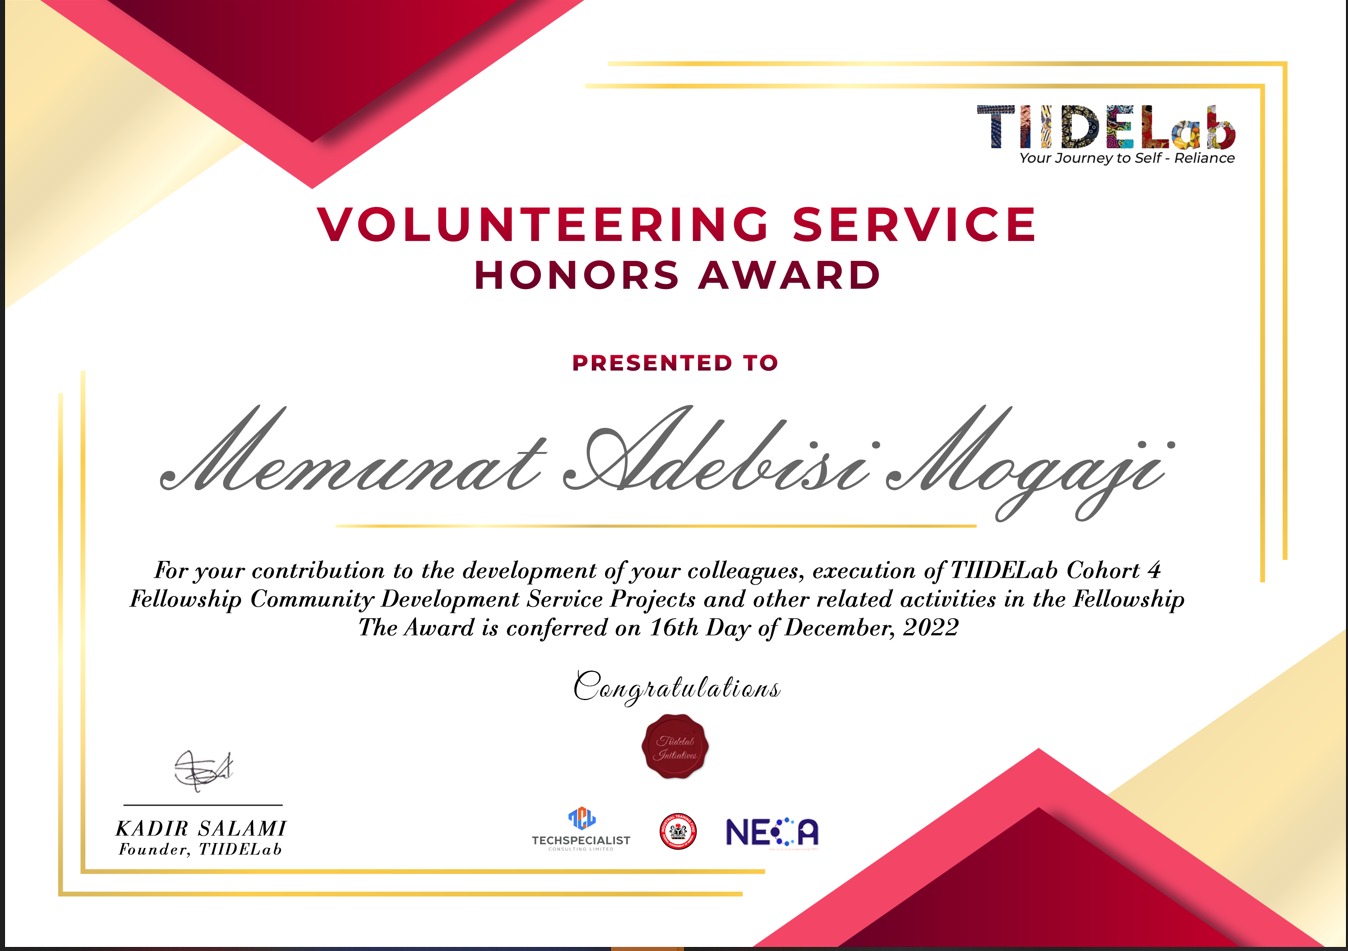 TIIDELab
Your Journey to Self - Reliance
VOLUNTEERING SERVICE
HONORS AWARD
PRESENTED TO
Memunat Adebisi Mogaji
For your contribution to the development of your colleagues, execution of TIIDELab Cohort 4
Fellowship Community Development Service Projects and other related activities in the Fellowship
The Award is conferred on 16th Day of December, 2022
Congratulations
Tiidelab
Initiatives
KADIR SALAMI
Founder, TIIDELab
TCL
TECHSPECIALIST
CONSULTING LIMITED
NECA